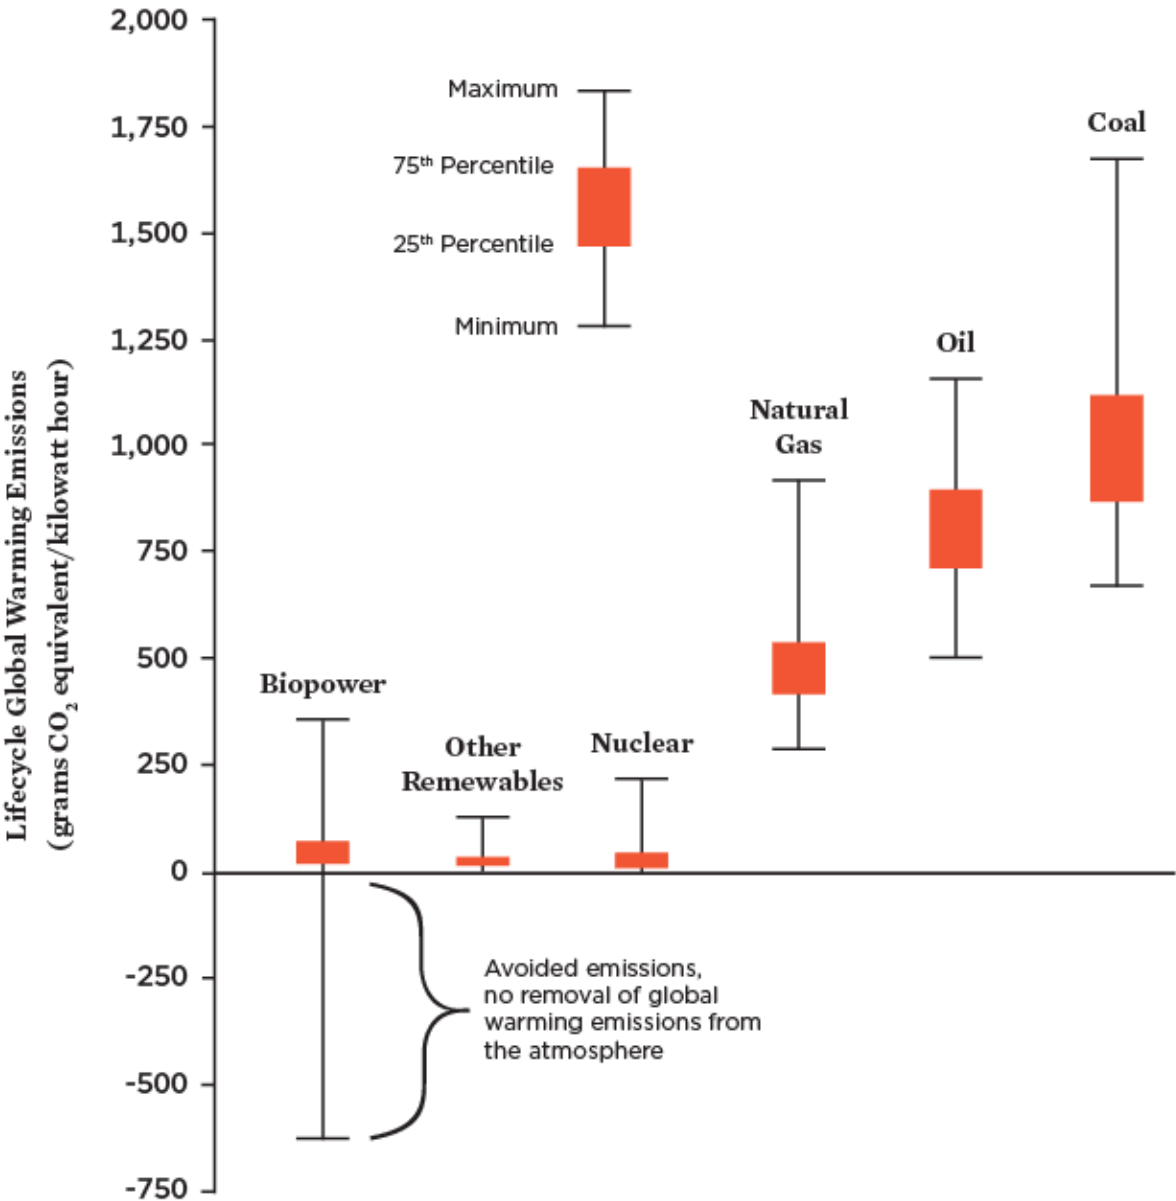 2,000
1,750
1,500
1,250
1,000
750
500
250
0
-250
-500
-750
Lifecycle Global Warming Emissions
(grams CO₂ equivalent/kilowatt hour)
Maximum
75th Percentile
25th Percentile
Minimum
Biopower
Other
Remewables
Nuclear
Natural
Gas
Oil
Coal
Avoided emissions,
no removal of global
warming emissions from
the atmosphere